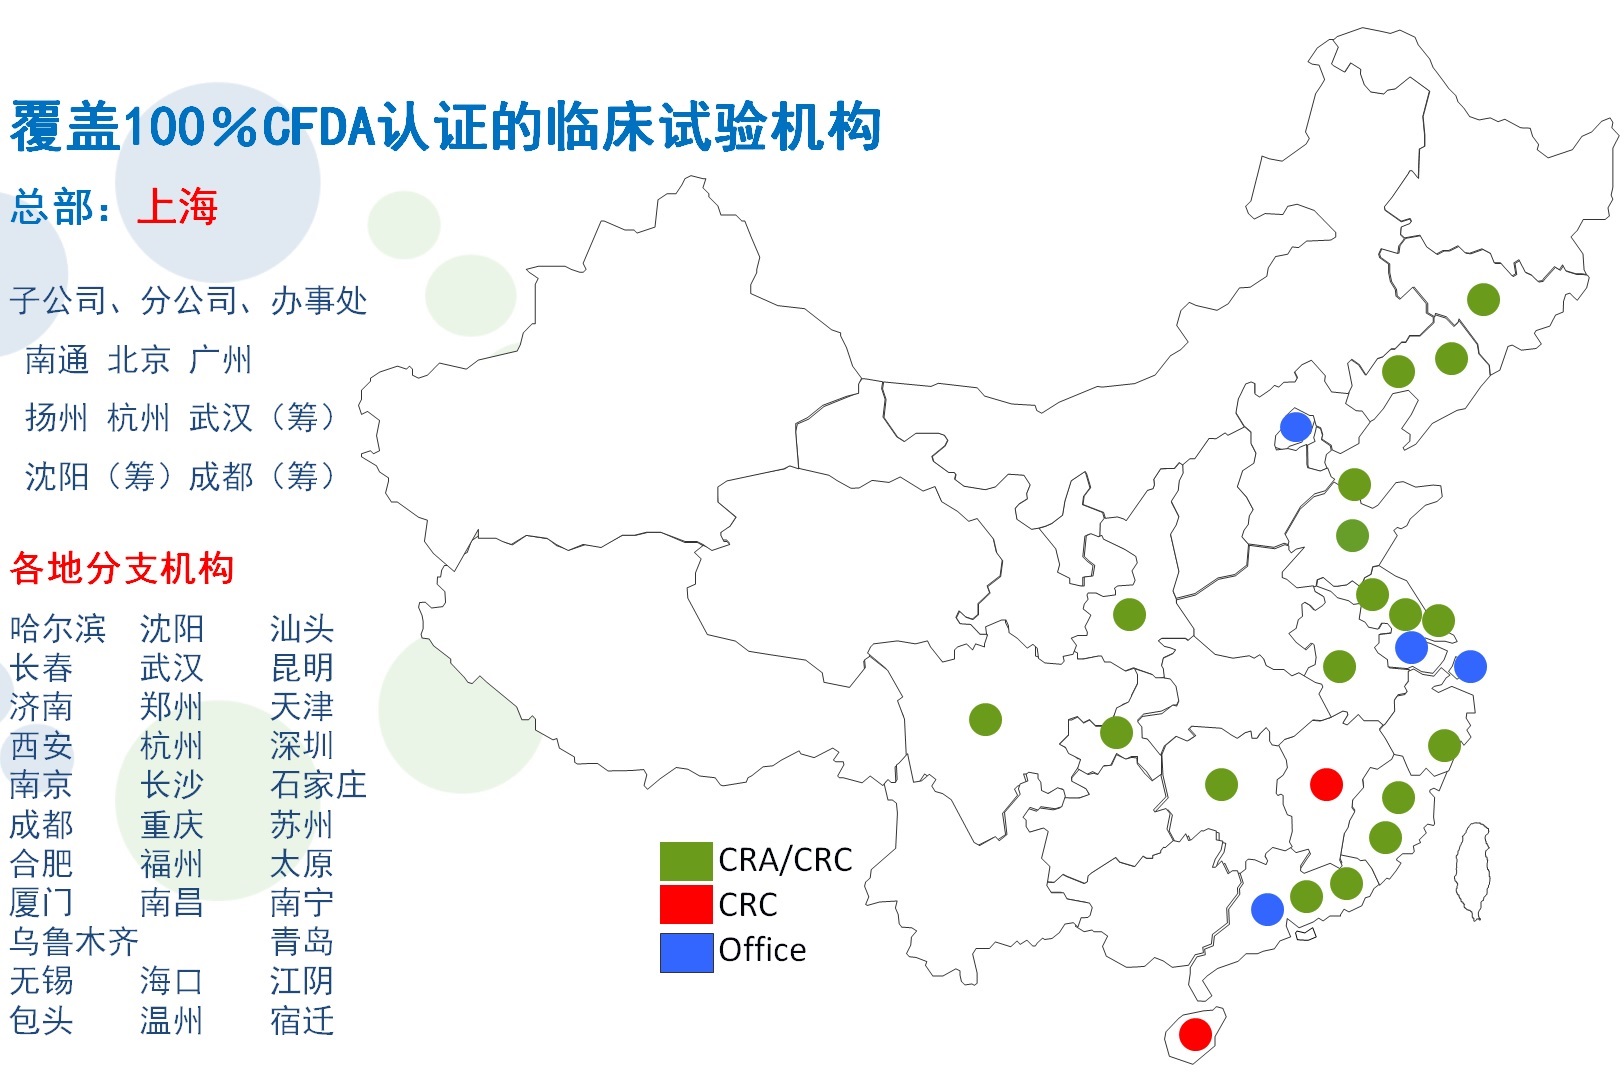 覆盖100%CFDA认证的临床试验机构
总部：上海
子公司、分公司、办事处
南通 北京 广州
扬州 杭州 武汉（筹）
沈阳（筹）成都（筹）
各地分支机构
哈尔滨 沈阳 汕头
长春 武汉 昆明
济南 郑州 天津
西安 杭州 深圳
南京 长沙 石家庄
成都 重庆 苏州
合肥 福州 太原
厦门 南昌 南宁
乌鲁木齐 青岛
无锡 海口 江阴
包头 温州 宿迁
CRA/CRC
CRC
Office